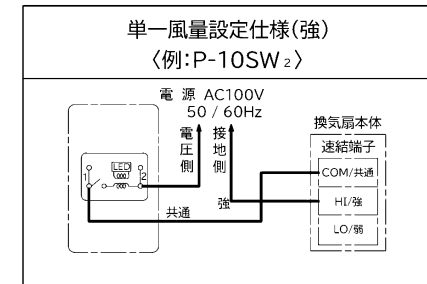 単一風量設定仕様(強)
〈例:P-10SW₂〉
電 源 AC100V
50 / 60Hz
電圧側
接地側
換気扇本体
速結端子
LED
1
2
COM/共通
共通
強
HI/強
LO/弱